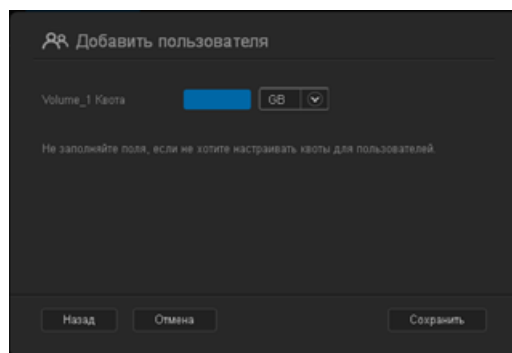 Добавить пользователя
Volume_1 Квота GB
Не заполняйте поля, если не хотите настраивать квоты для пользователей.
Назад Отмена Сохранить